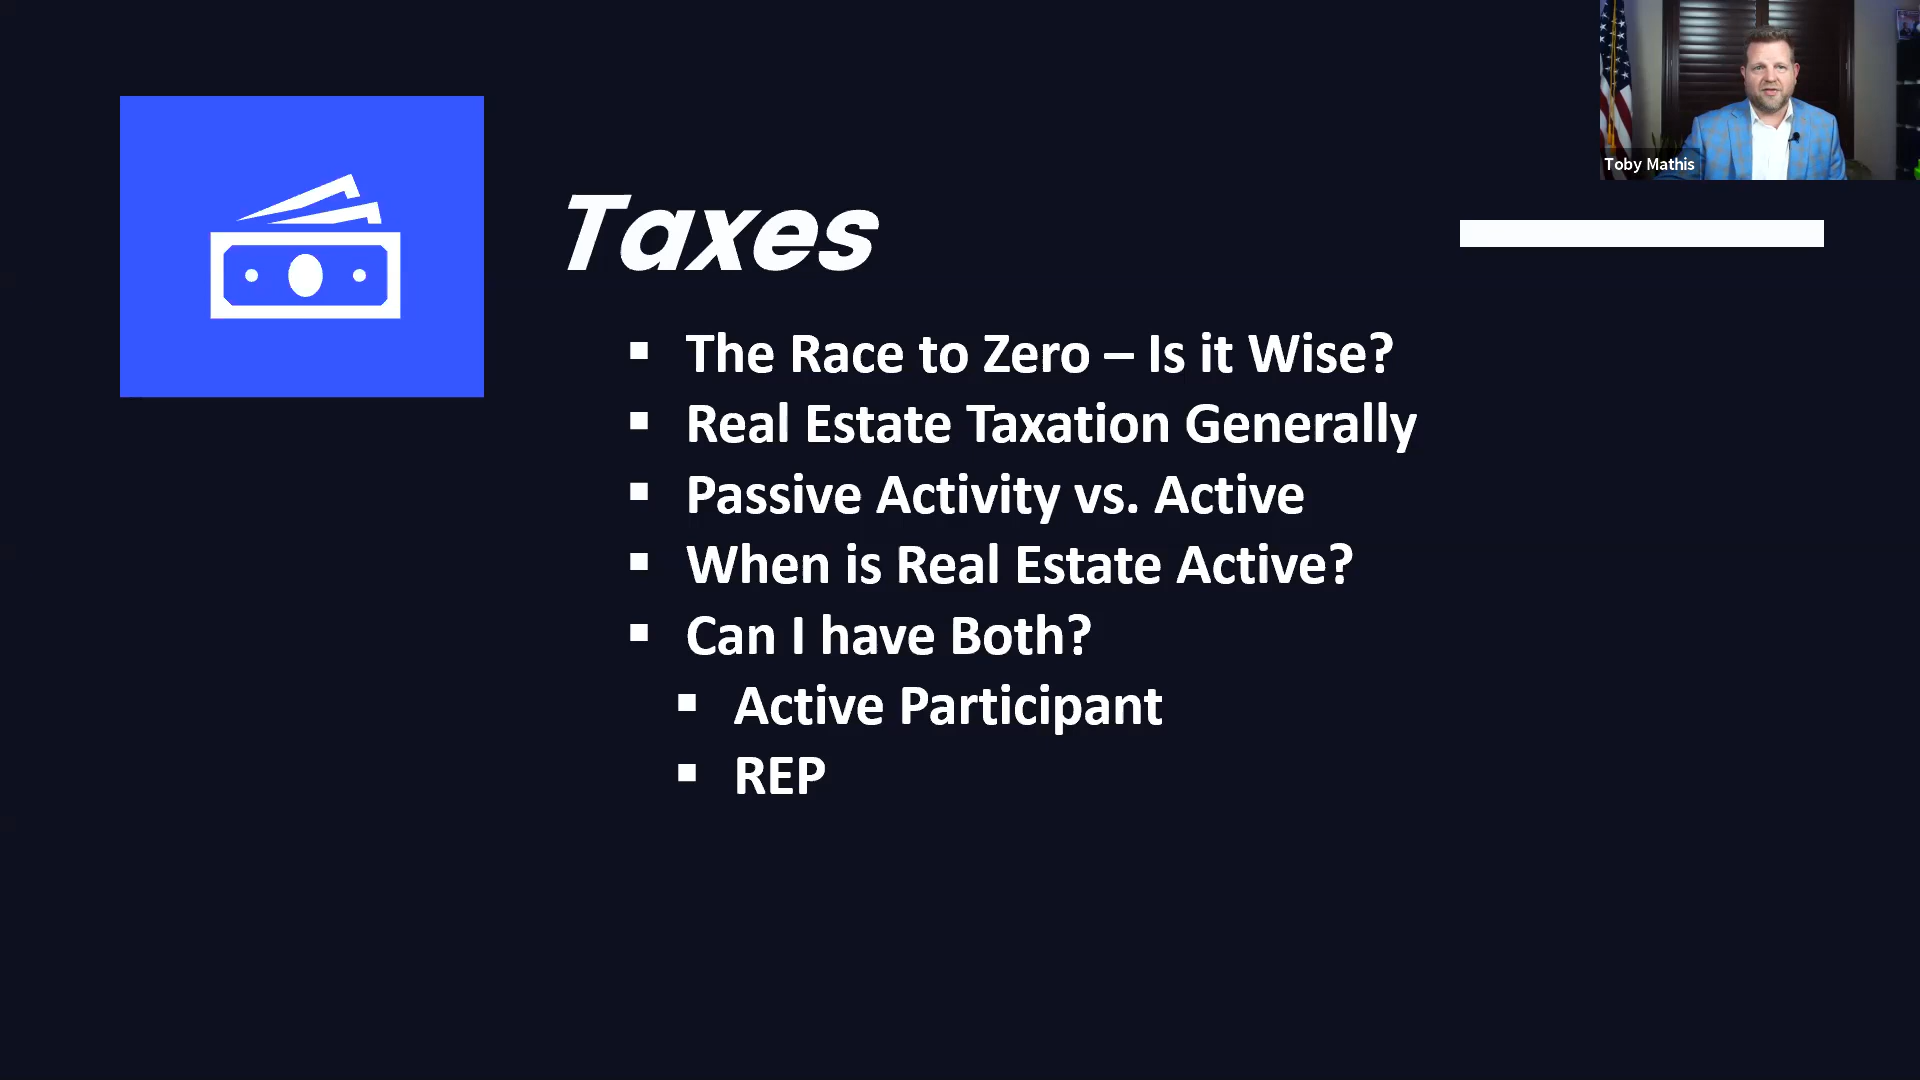 Toby Mathis
Taxes
▪ The Race to Zero – Is it Wise?
▪ Real Estate Taxation Generally
▪ Passive Activity vs. Active
▪ When is Real Estate Active?
▪ Can I have Both?
▪ Active Participant
▪ REP